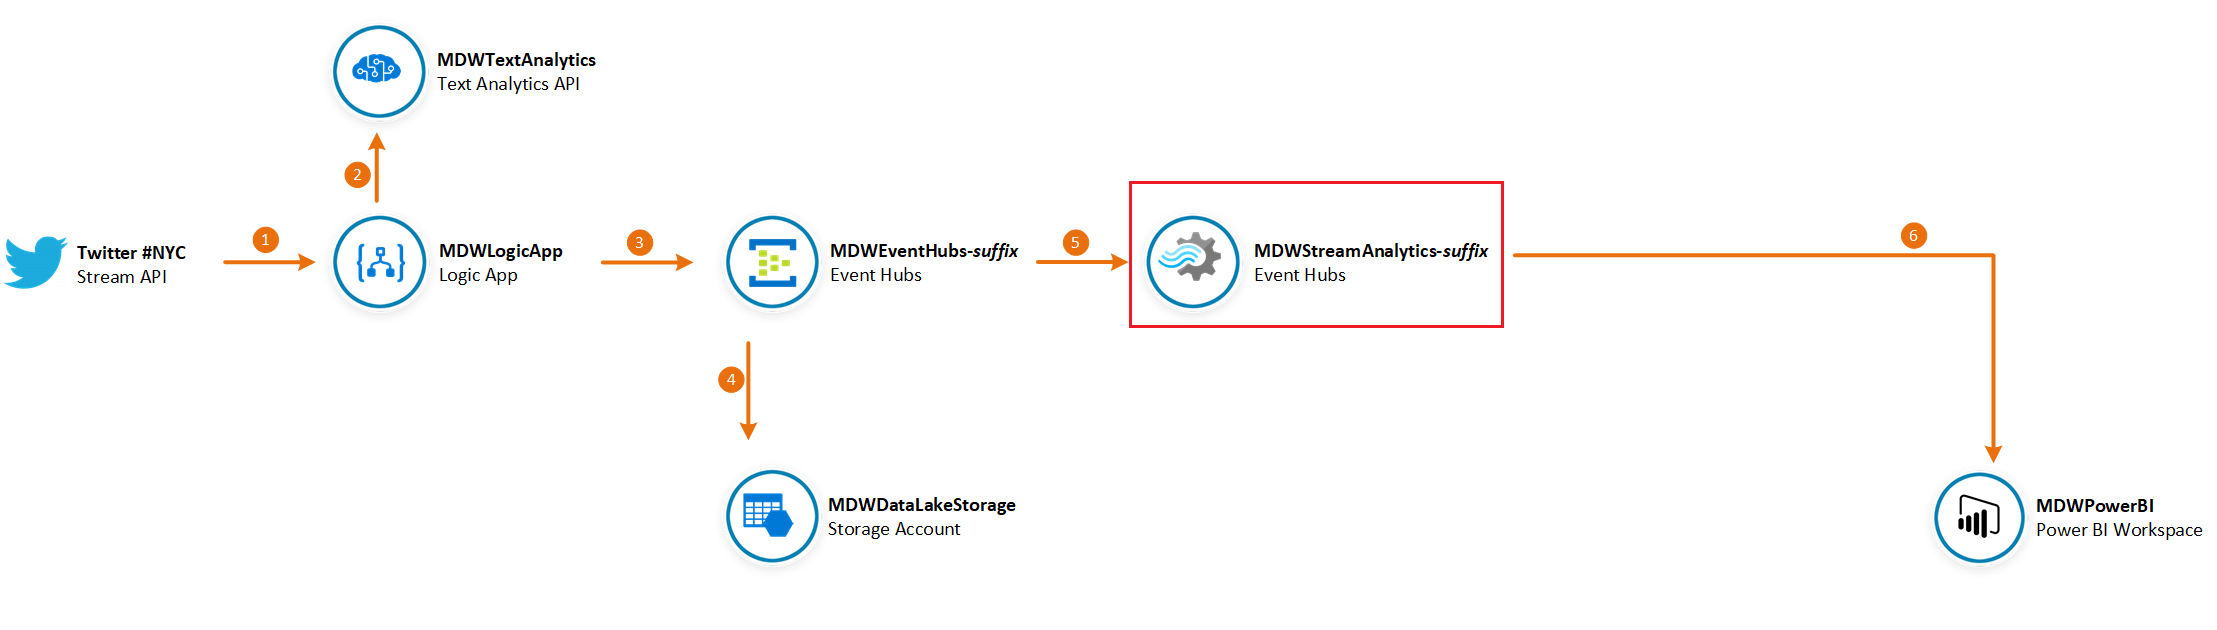 MDWTextAnalytics
Text Analytics API
2
Twitter #NYC
Stream API
1
MDWLogicApp
Logic App
3
MDWEventHubs-suffix
Event Hubs
5
MDWStreamAnalytics-suffix
Event Hubs
6
4
MDWDataLakeStorage
Storage Account
MDWPowerBI
Power BI Workspace